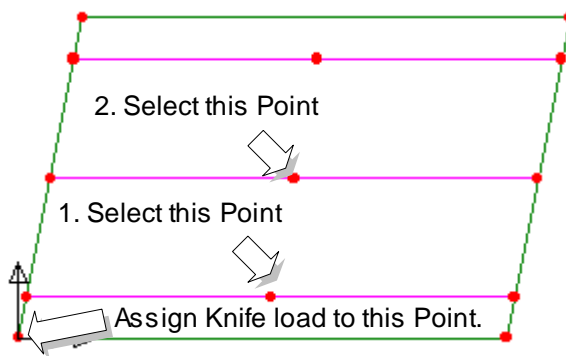 2. Select this Point
1. Select this Point
Assign Knife load to this Point.